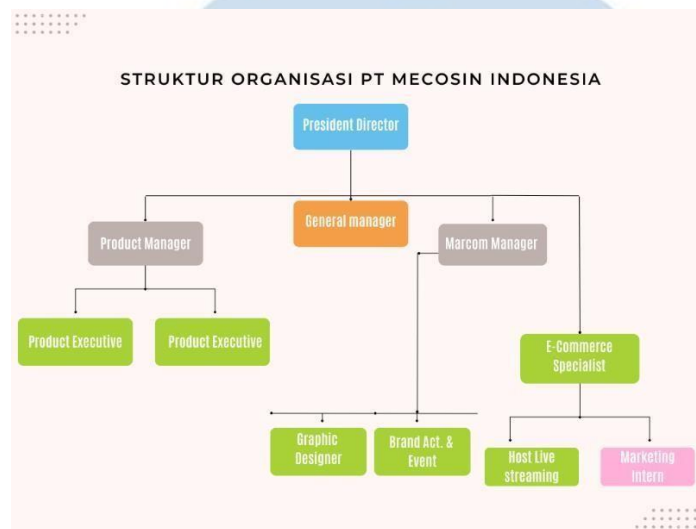 STRUKTUR ORGANISASI PT MECOSIN INDONESIA
President Director
General manager
Product Manager
Marcom Manager
Product Executive
Product Executive
E-Commerce
Specialist
Graphic
Designer
Brand Act. &
Event
Host Live
streaming
Marketing
Intern